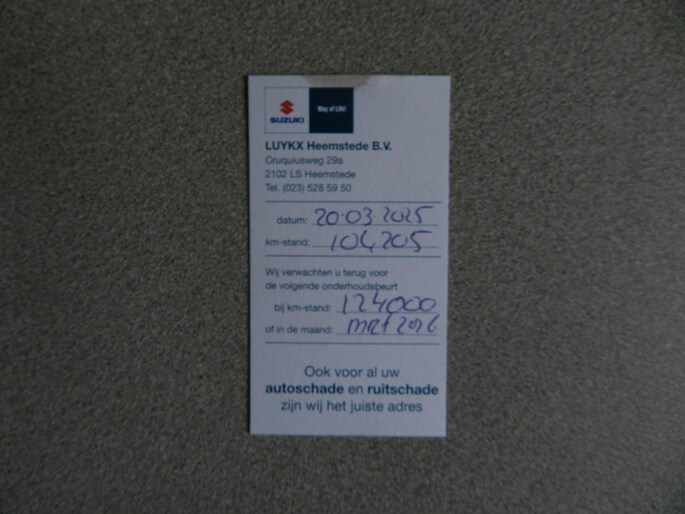 SUZUKI
Way of Life!
LUYKX Heemstede B.V.
Cruquiusweg 29a
2102 LS Heemstede
Tel. (023) 528 59 50
datum: 20-03-2025
km-stand: 104205
Wij verwachten u terug voor
de volgende onderhoudsbeurt
bij km-stand: 124000
of in de maand: mrt 2026
Ook voor al uw
autoschade en ruitschade
zijn wij het juiste adres